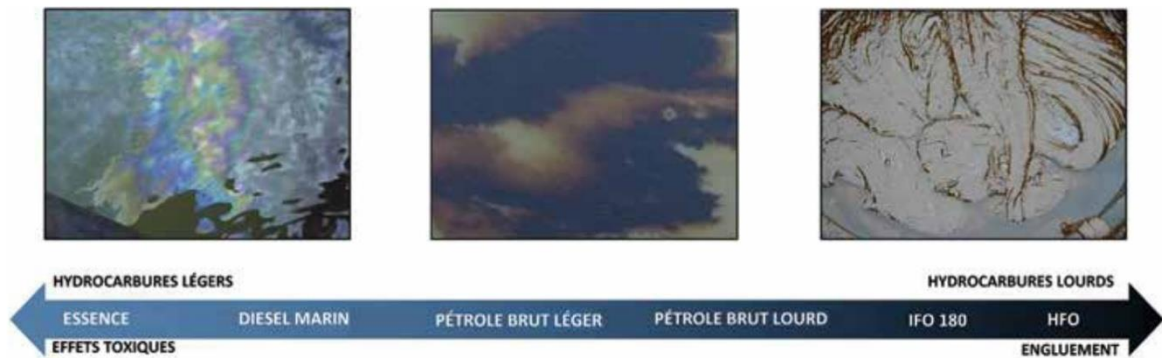 HYDROCARBURES LÉGERS HYDROCARBURES LOURDS
ESSENCE DIESEL MARIN PÉTROLE BRUT LÉGER PÉTROLE BRUT LOURD IFO 180 HFO
EFFETS TOXIQUES ENGLUEMENT